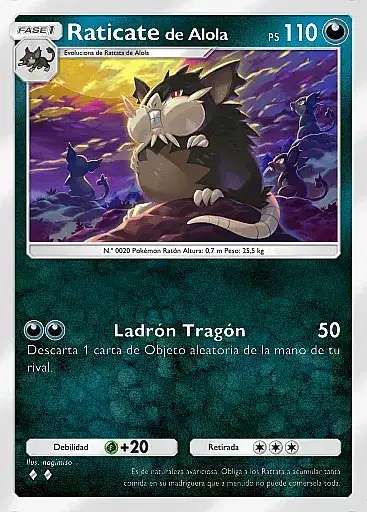 FASE 1
Raticate de Alola
PS 110
Evoluciona de Rattata de Alola
N.º 0020 Pokémon Ratón Altura: 0,7 m Peso: 25,5 kg
Ladrón Tragón 50
Descarta 1 carta de Objeto aleatoria de la mano de tu
rival.
Debilidad +20 Retirada
Ilus. nagimiso
Es de naturaleza avariciosa. Obliga a los Rattata a acumular tanta
comida en su madriguera que a menudo no puede comérsela toda.